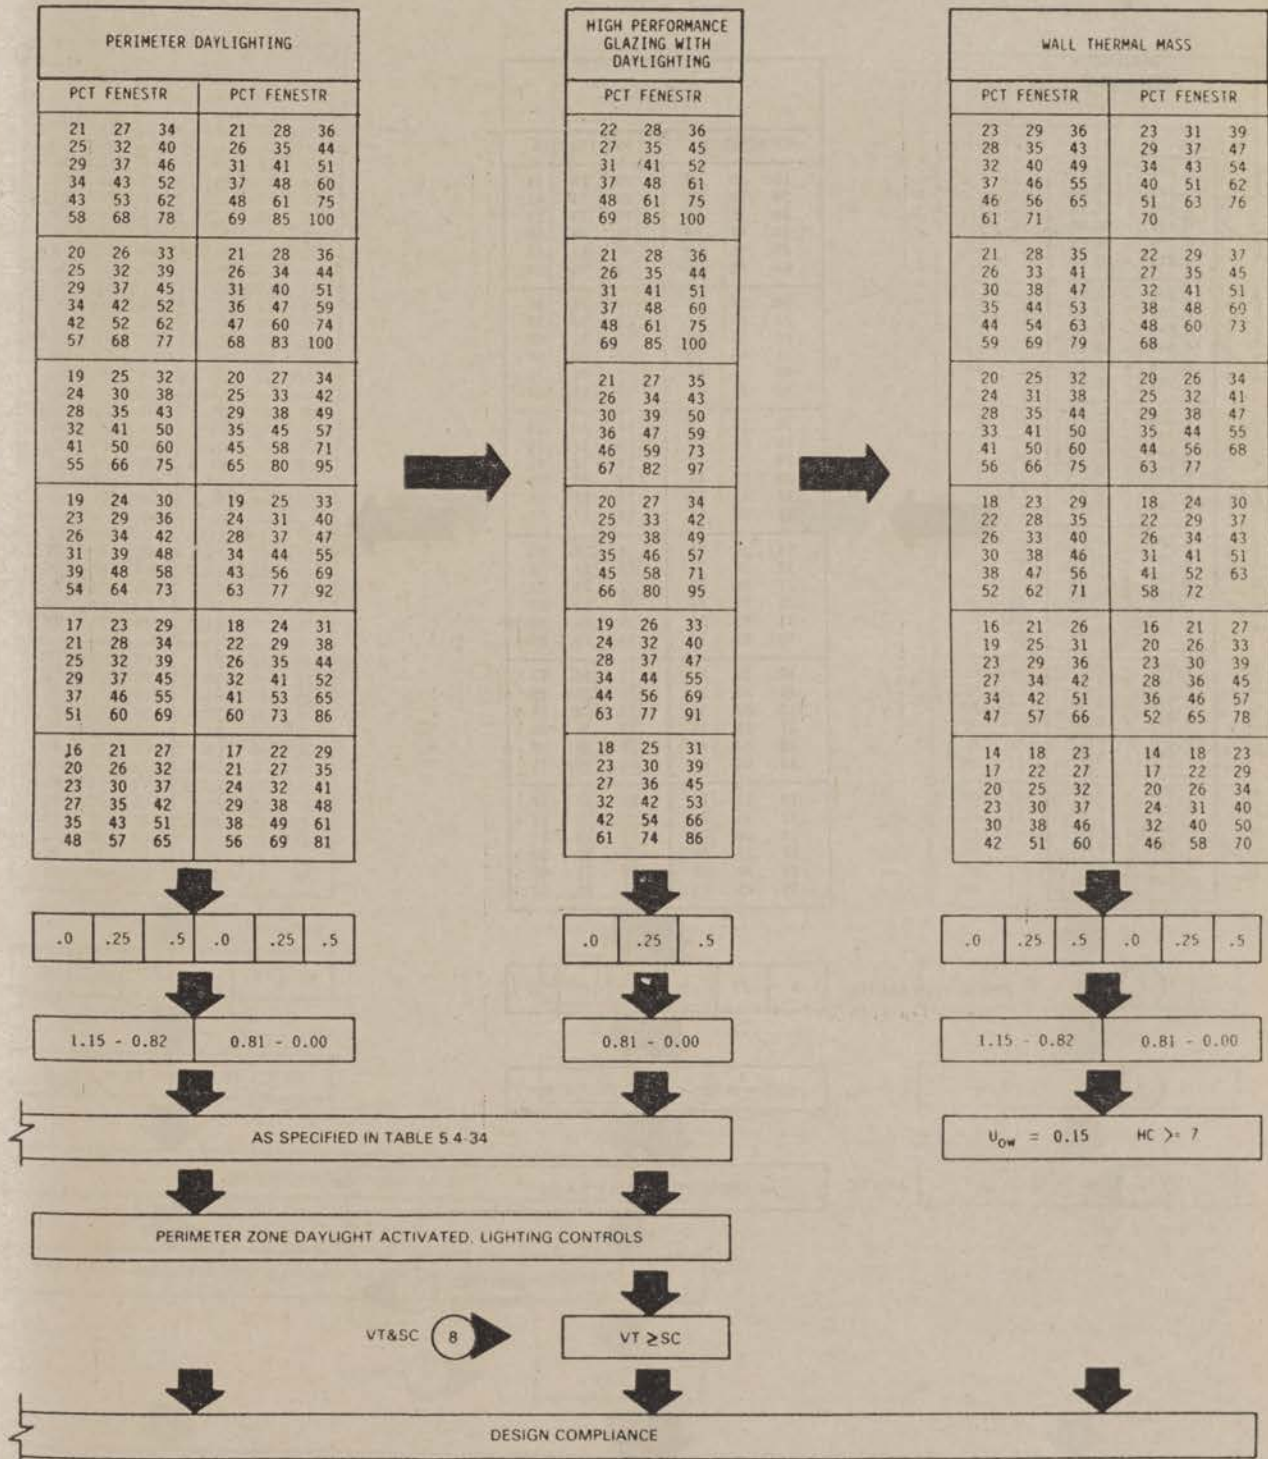 PERIMETER DAYLIGHTING
PCT FENESTR PCT FENESTR
21 27 34 21 28 36
25 32 40 26 35 44
29 37 46 31 41 51
34 43 52 37 48 60
43 53 62 48 61 75
58 68 78 69 85 100
20 26 33 21 28 36
25 32 39 26 34 44
29 37 45 31 40 51
34 42 52 36 47 59
42 52 62 47 60 74
57 68 77 68 83 100
19 25 32 20 27 34
24 30 38 25 33 42
28 35 43 29 38 49
32 41 50 35 45 57
41 50 60 45 58 71
55 66 75 65 80 95
19 24 30 19 25 33
23 29 36 24 31 40
26 34 42 28 37 47
31 39 48 34 44 55
39 48 58 43 56 69
54 64 73 63 77 92
17 23 29 18 24 31
21 28 34 22 29 38
25 32 39 26 35 44
29 37 45 32 41 52
37 46 55 41 53 65
51 60 69 60 73 86
16 21 27 17 22 29
20 26 32 21 27 35
23 30 37 24 32 41
27 35 42 29 38 48
35 43 51 38 49 61
48 57 65 56 69 81
.0 .25 .5 .0 .25 .5
1.15 - 0.82 0.81 - 0.00
HIGH PERFORMANCE
GLAZING WITH
DAYLIGHTING
PCT FENESTR
22 28 36
27 35 45
31 41 52
37 48 61
48 61 75
69 85 100
21 28 36
26 35 44
31 41 51
37 48 60
48 61 75
69 85 100
21 27 35
26 34 43
30 39 50
36 47 59
46 59 73
67 82 97
20 27 34
25 33 42
29 38 49
35 46 57
45 58 71
66 80 95
19 26 33
24 32 40
28 37 47
34 44 55
44 56 69
63 77 91
18 25 31
23 30 39
27 36 45
32 42 53
42 54 66
61 74 86
.0 .25 .5
0.81 - 0.00
WALL THERMAL MASS
PCT FENESTR PCT FENESTR
23 29 36 23 31 39
28 35 43 29 37 47
32 40 49 34 43 54
37 46 55 40 51 62
46 56 65 51 63 76
61 71 70
21 28 35 22 29 37
26 33 41 27 35 45
30 38 47 32 41 51
35 44 53 38 48 60
44 54 63 48 60 73
59 69 79 68
20 25 32 20 26 34
24 31 38 25 32 41
28 35 44 29 38 47
33 41 50 35 44 55
41 50 60 44 56 68
56 66 75 63 77
18 23 29 18 24 30
22 28 35 22 29 37
26 33 40 26 34 43
30 38 46 31 41 51
38 47 56 41 52 63
52 62 71 58 72
16 21 26 16 21 27
19 25 31 20 26 33
23 29 36 23 30 39
27 34 42 28 36 45
34 42 51 36 46 57
47 57 66 52 65 78
14 18 23 14 18 23
17 22 27 17 22 29
20 25 32 20 26 34
23 30 37 24 31 40
30 38 46 32 40 50
42 51 60 46 58 70
.0 .25 .5 .0 .25 .5
1.15 - 0.82 0.81 - 0.00
AS SPECIFIED IN TABLE 5.4-34
Uow = 0.15 HC >= 7
PERIMETER ZONE DAYLIGHT ACTIVATED, LIGHTING CONTROLS
VT&SC 8 VT ≥ SC
DESIGN COMPLIANCE